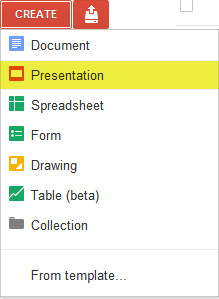 CREATE
Document
Presentation
Spreadsheet
Form
Drawing
Table (beta)
Collection
From template...